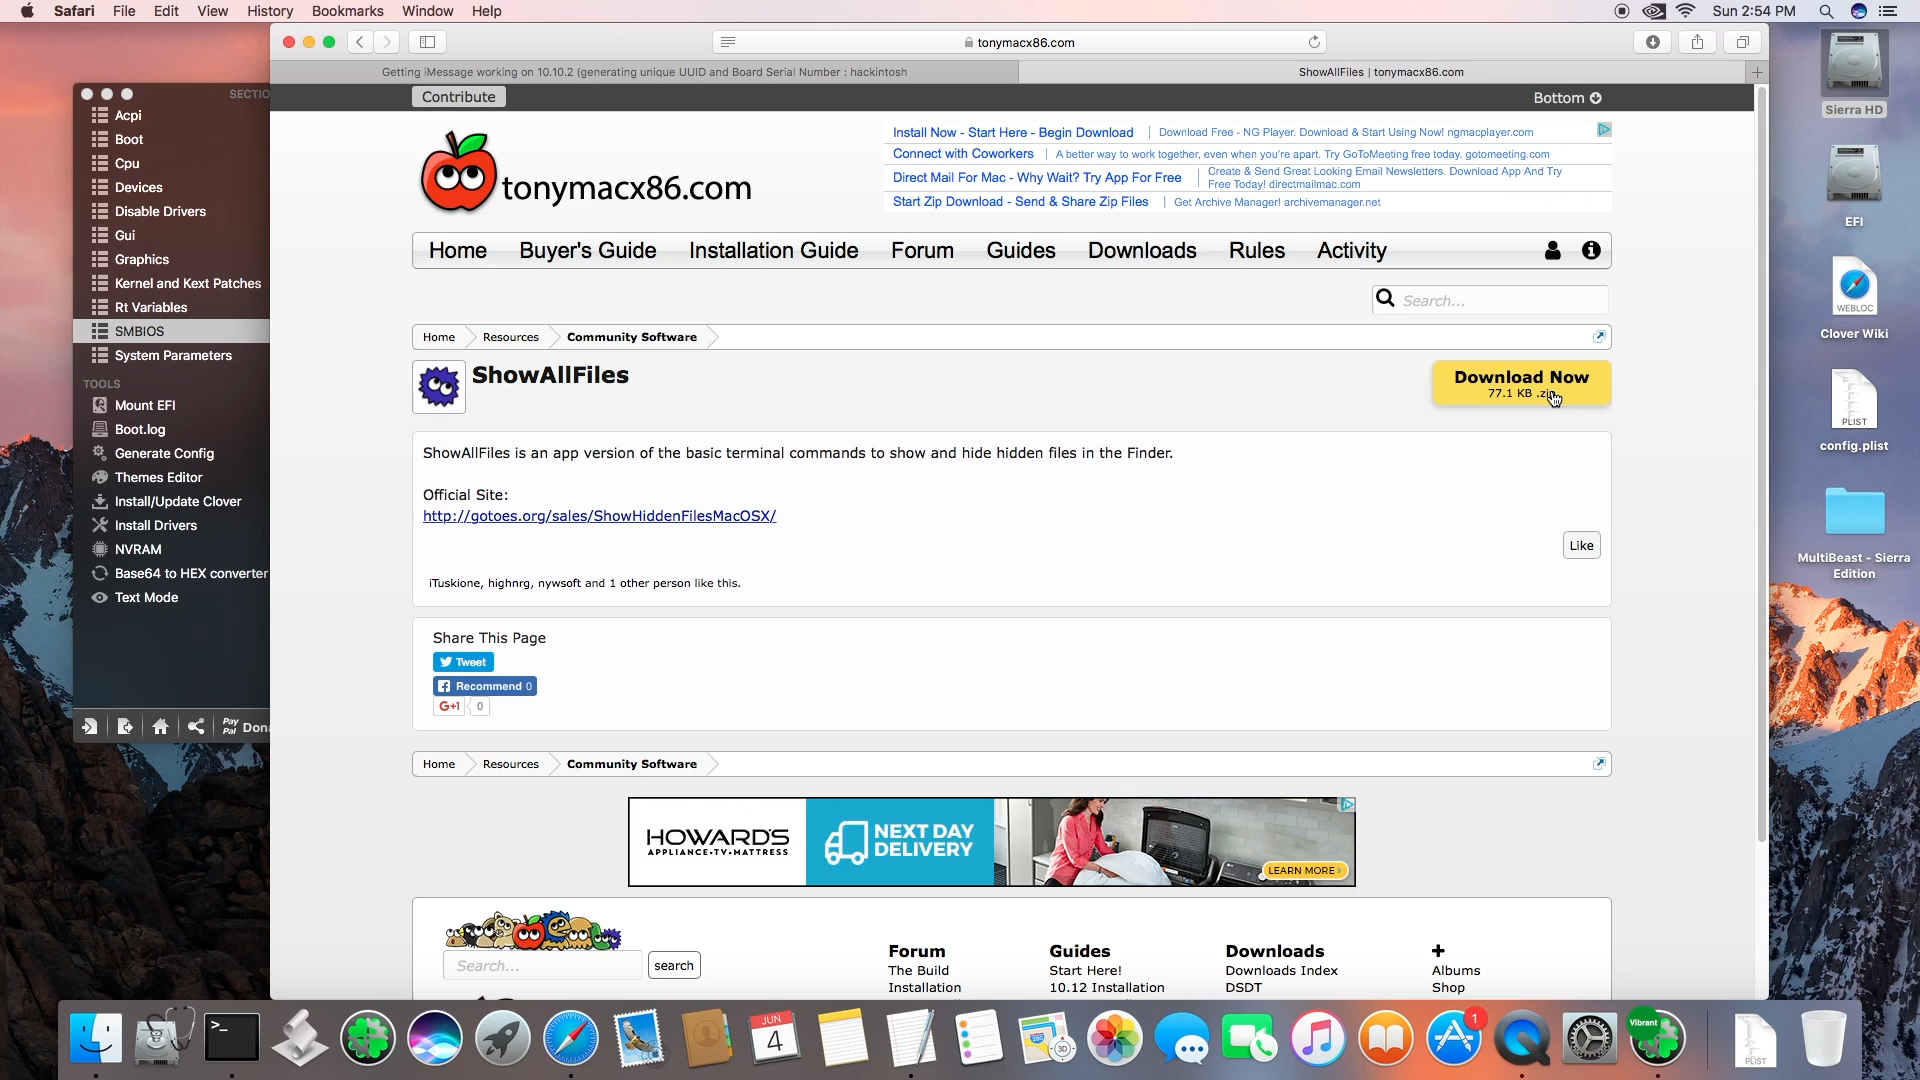 Safari File Edit View History Bookmarks Window Help
Sun 2:54 PM
tonymacx86.com
Getting iMessage working on 10.10.2 (generating unique UUID and Board Serial Number : hackintosh
ShowAllFiles | tonymacx86.com
Contribute
Bottom
SECTIO
Acpi
Boot
Cpu
Devices
Disable Drivers
Gui
Graphics
Kernel and Kext Patches
Rt Variables
SMBIOS
System Parameters
TOOLS
Mount EFI
Boot.log
Generate Config
Themes Editor
Install/Update Clover
Install Drivers
NVRAM
Base64 to HEX converter
Text Mode
Pay
Pal
Dona
tonymacx86.com
Install Now - Start Here - Begin Download
Download Free - NG Player. Download & Start Using Now! ngmacplayer.com
Connect with Coworkers
A better way to work together, even when you're apart. Try GoToMeeting free today. gotomeeting.com
Direct Mail For Mac - Why Wait? Try App For Free
Create & Send Great Looking Email Newsletters. Download App And Try
Free Today! directmailmac.com
Start Zip Download - Send & Share Zip Files
Get Archive Manager! archivemanager.net
Home Buyer's Guide Installation Guide Forum Guides Downloads Rules Activity
Search...
Home Resources Community Software
ShowAllFiles
Download Now
77.1 KB .zip
ShowAllFiles is an app version of the basic terminal commands to show and hide hidden files in the Finder.
Official Site:
http://gotoes.org/sales/ShowHiddenFilesMacOSX/
Like
iTuskione, highnrg, nywsoft and 1 other person like this.
Share This Page
Tweet
Recommend 0
G+1 0
Home Resources Community Software
HOWARD'S
APPLIANCE•TV•MATTRESS
NEXT DAY
DELIVERY
LEARN MORE
Search...
search
Forum
The Build
Installation
Guides
Start Here!
10.12 Installation
Downloads
Downloads Index
DSDT
+
Albums
Shop
Sierra HD
EFI
WEBLOC
Clover Wiki
PLIST
config.plist
MultiBeast - Sierra
Edition
JUN
4
280
3D
1
Vibrant
PLIST